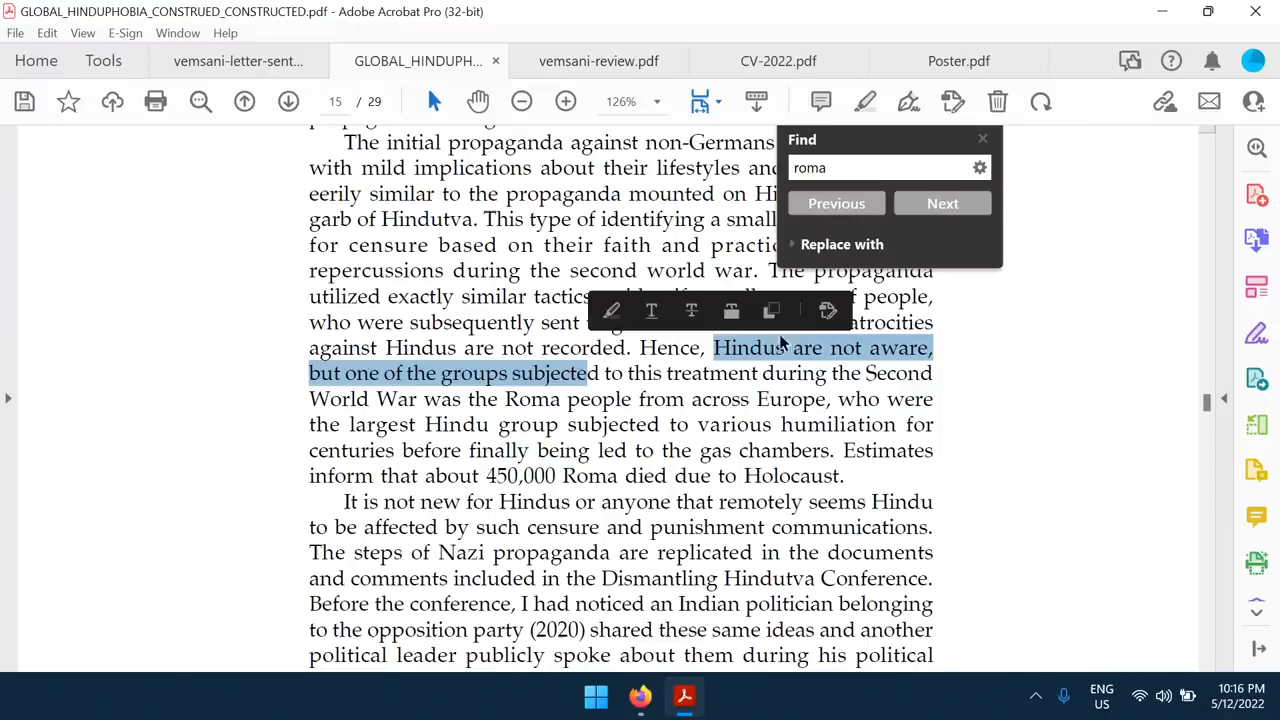 GLOBAL_HINDUPHOBIA_CONSTRUED_CONSTRUCTED.pdf - Adobe Acrobat Pro (32-bit)
File Edit View E-Sign Window Help
Home Tools vemsani-letter-sent... GLOBAL_HINDUPH... × vemsani-review.pdf CV-2022.pdf Poster.pdf
15 / 29 126%
The initial propaganda against non-Germans
with mild implications about their lifestyles and
eerily similar to the propaganda mounted on Hi
garb of Hindutva. This type of identifying a small
for censure based on their faith and practic
repercussions during the second world war. The propaganda
utilized exactly similar tactics of people,
who were subsequently sent atrocities
against Hindus are not recorded. Hence, Hindus are not aware,
but one of the groups subjected to this treatment during the Second
World War was the Roma people from across Europe, who were
the largest Hindu group subjected to various humiliation for
centuries before finally being led to the gas chambers. Estimates
inform that about 450,000 Roma died due to Holocaust.
It is not new for Hindus or anyone that remotely seems Hindu
to be affected by such censure and punishment communications.
The steps of Nazi propaganda are replicated in the documents
and comments included in the Dismantling Hindutva Conference.
Before the conference, I had noticed an Indian politician belonging
to the opposition party (2020) shared these same ideas and another
political leader publicly spoke about them during his political
Find
roma
Previous Next
Replace with
ENG
US
10:16 PM
5/12/2022